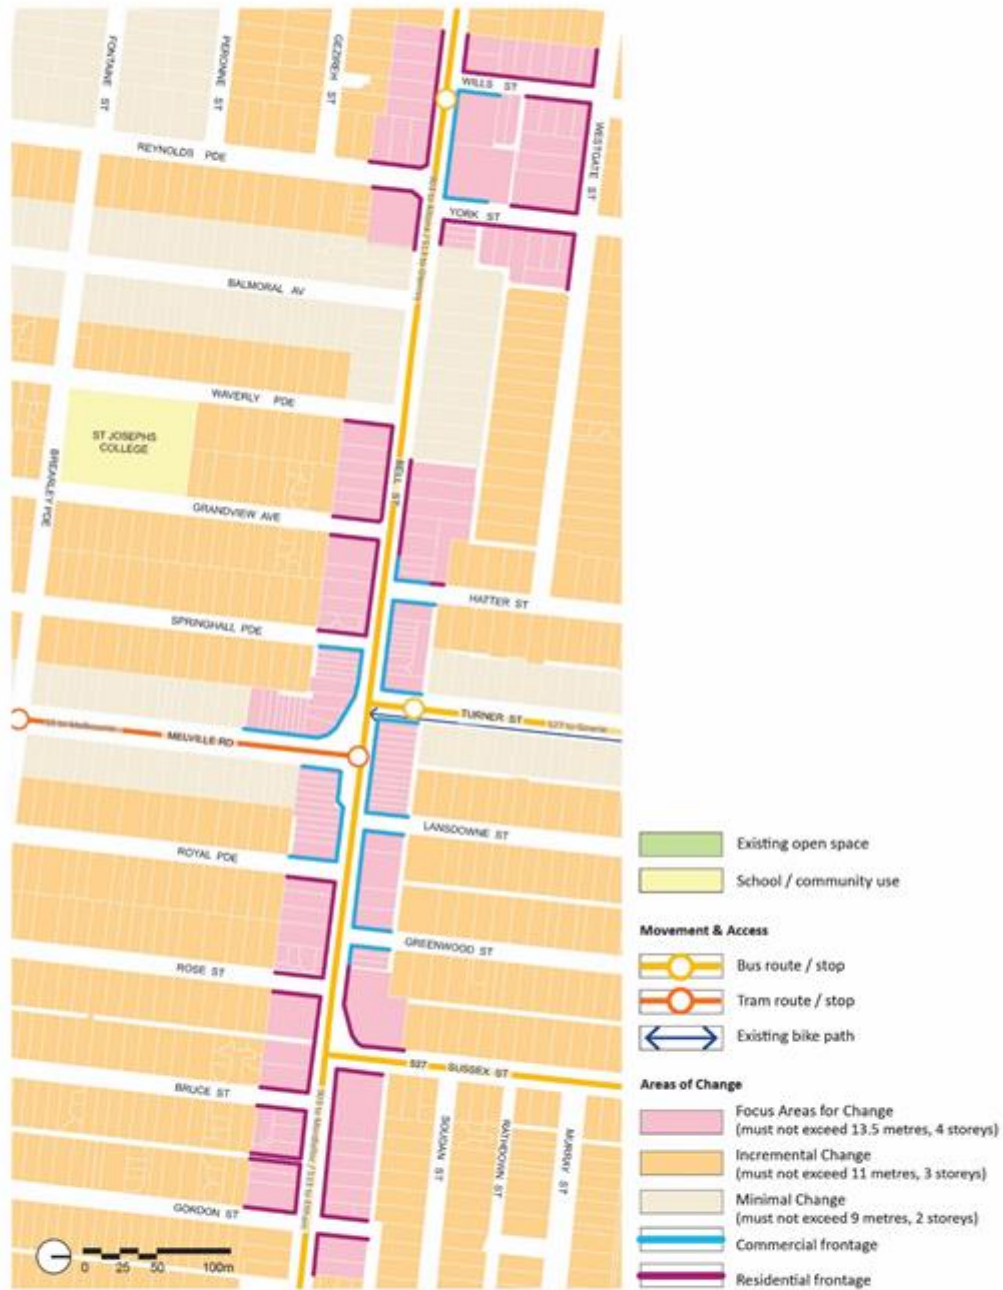 FONTAINE ST
PERONNE ST
GEZIREH ST
WILLS ST
WESTGATE ST
REYNOLDS PDE
YORK ST
BALMORAL AV
WAVERLY PDE
ST JOSEPHS
COLLEGE
BREARLEY PDE
BELL ST
GRANDVIEW AVE
HATTER ST
SPRINGHALL PDE
TURNER ST
MELVILLE RD
LANSDOWNE ST
ROYAL PDE
GREENWOOD ST
ROSE ST
527 SUSSEX ST
BRUCE ST
SOUDAN ST
RATHDOWN ST
MURRAY ST
GORDON ST
0 25 50 100m
Existing open space
School / community use
Movement & Access
Bus route / stop
Tram route / stop
Existing bike path
Areas of Change
Focus Areas for Change
(must not exceed 13.5 metres, 4 storeys)
Incremental Change
(must not exceed 11 metres, 3 storeys)
Minimal Change
(must not exceed 9 metres, 2 storeys)
Commercial frontage
Residential frontage